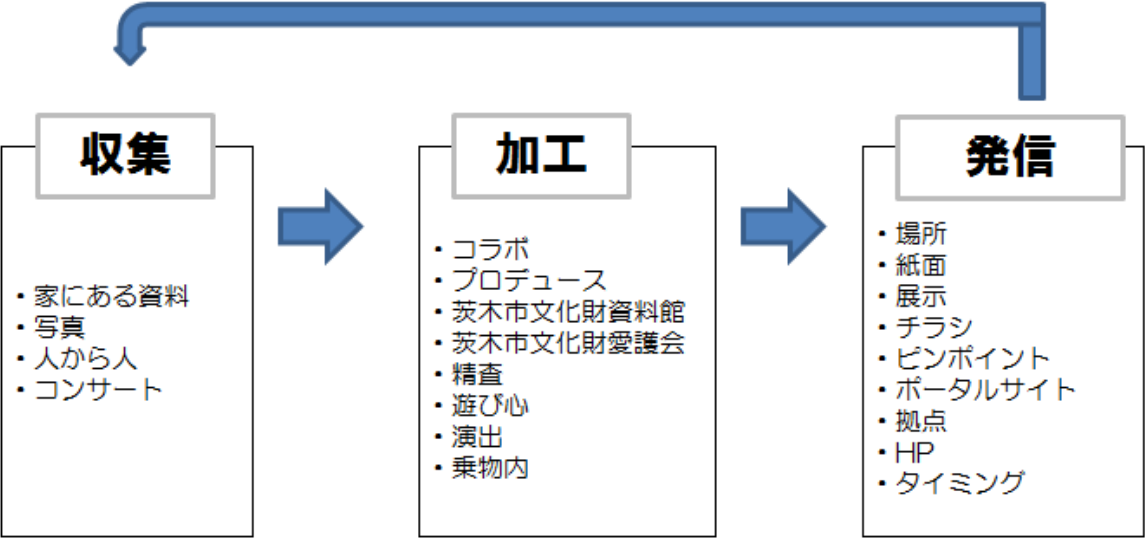 収集
・家にある資料
・写真
・人から人
・コンサート
加工
・コラボ
・プロデュース
・茨木市文化財資料館
・茨木市文化財愛護会
・精査
・遊び心
・演出
・乗物内
発信
・場所
・紙面
・展示
・チラシ
・ピンポイント
・ポータルサイト
・拠点
・HP
・タイミング